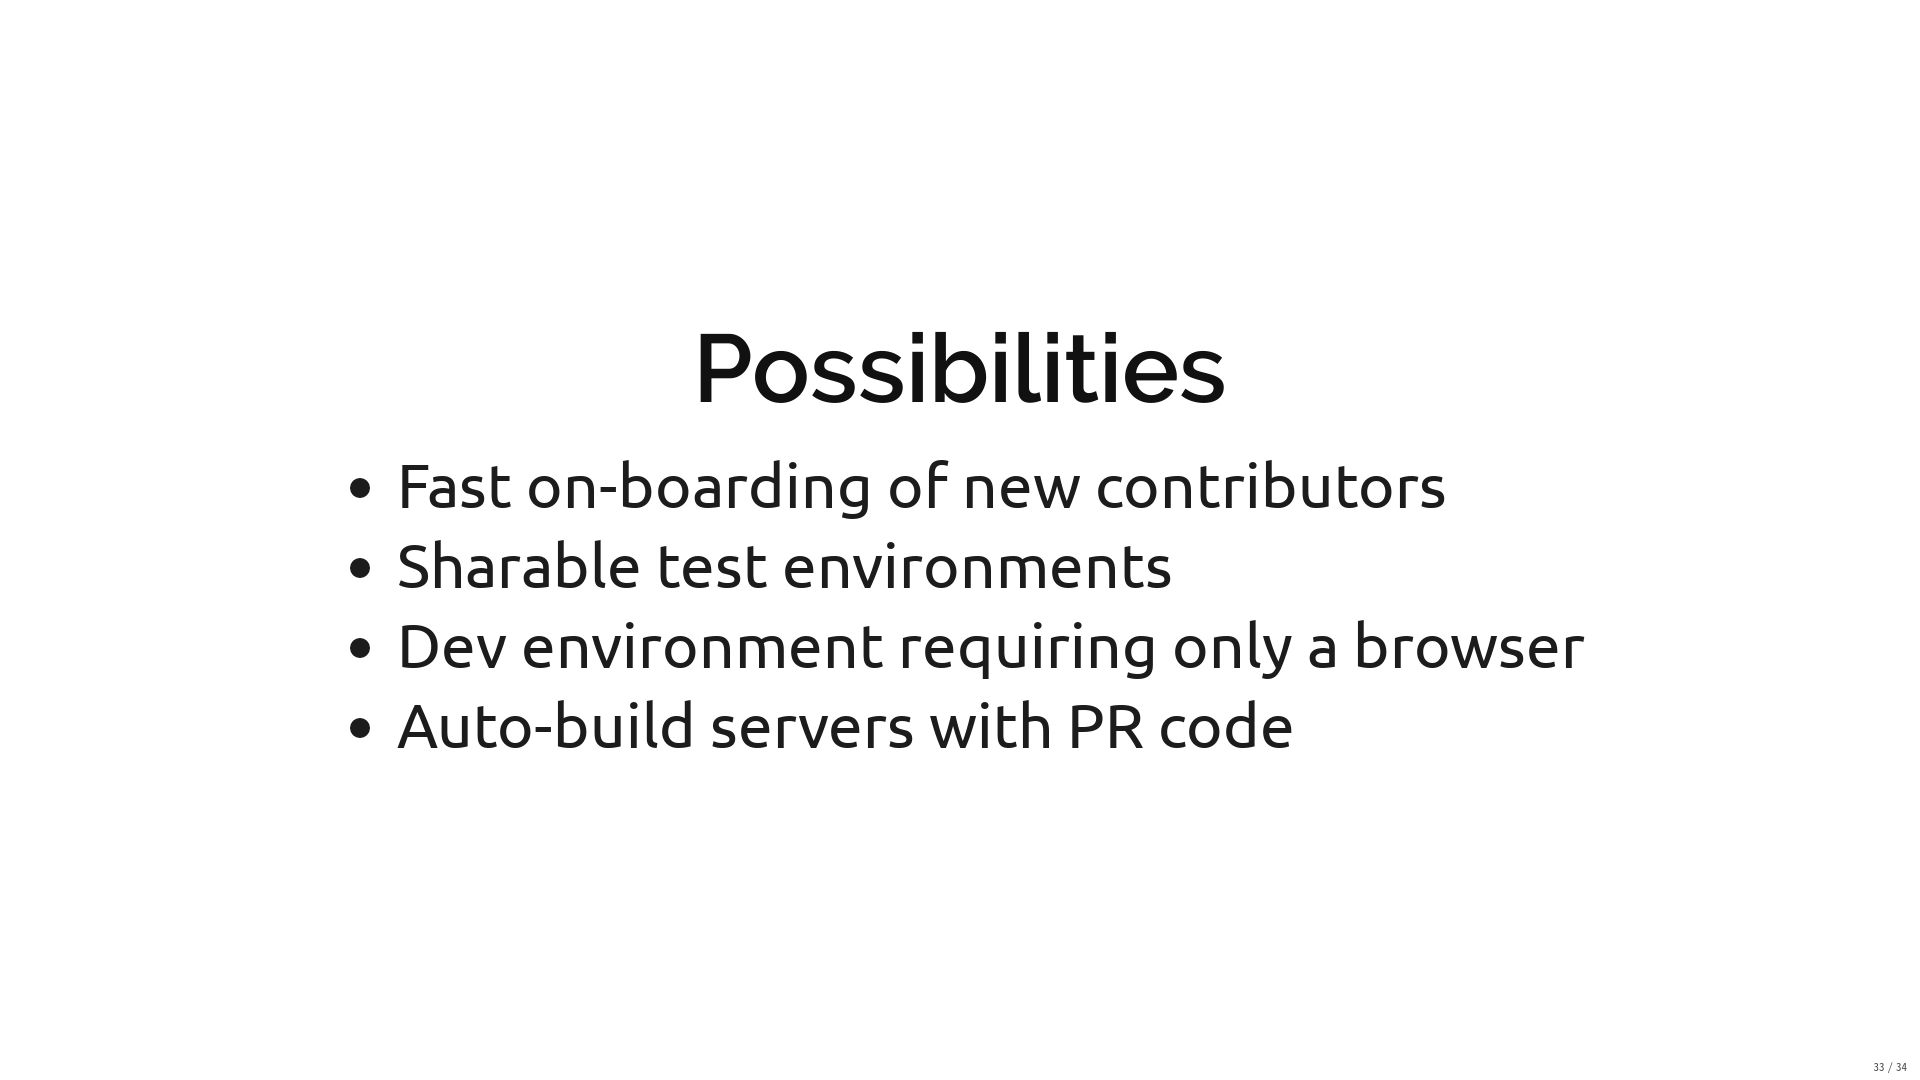 Possibilities
• Fast on-boarding of new contributors
• Sharable test environments
• Dev environment requiring only a browser
• Auto-build servers with PR code
33 / 34